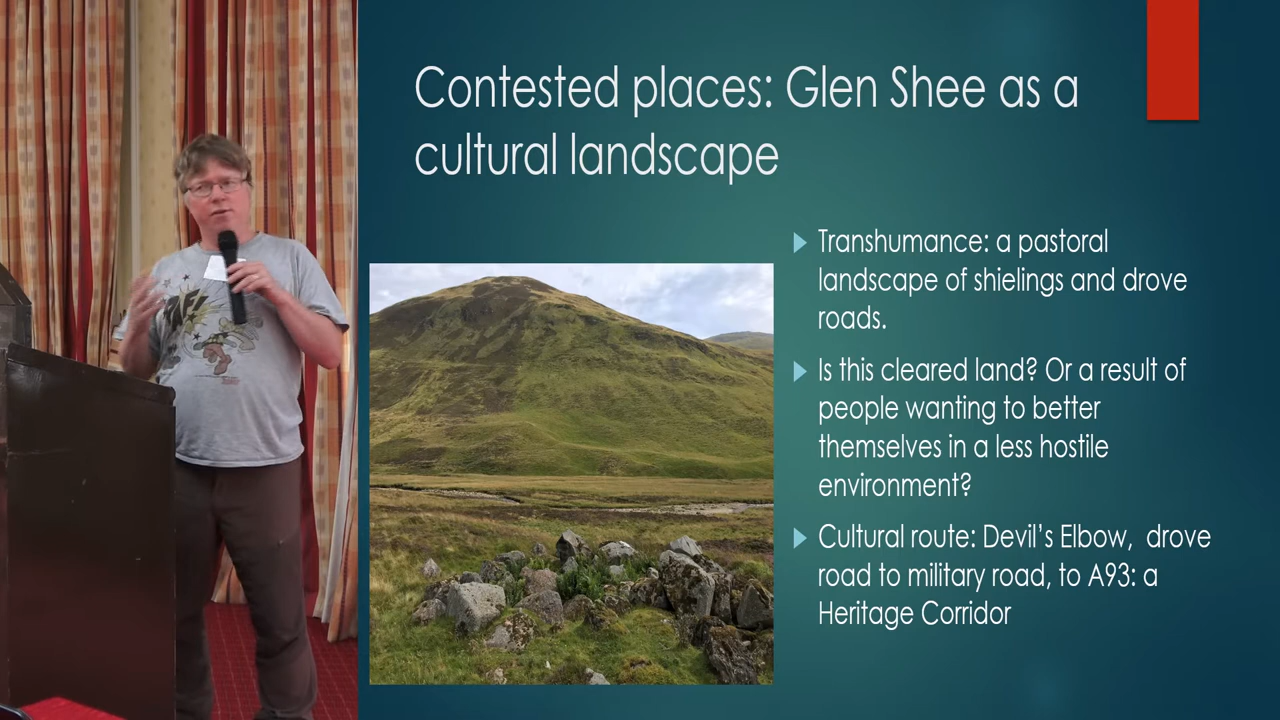 Contested places: Glen Shee as a
cultural landscape
Transhumance: a pastoral
landscape of shielings and drove
roads.
Is this cleared land? Or a result of
people wanting to better
themselves in a less hostile
environment?
Cultural route: Devil's Elbow,  drove
road to military road, to A93: a
Heritage Corridor